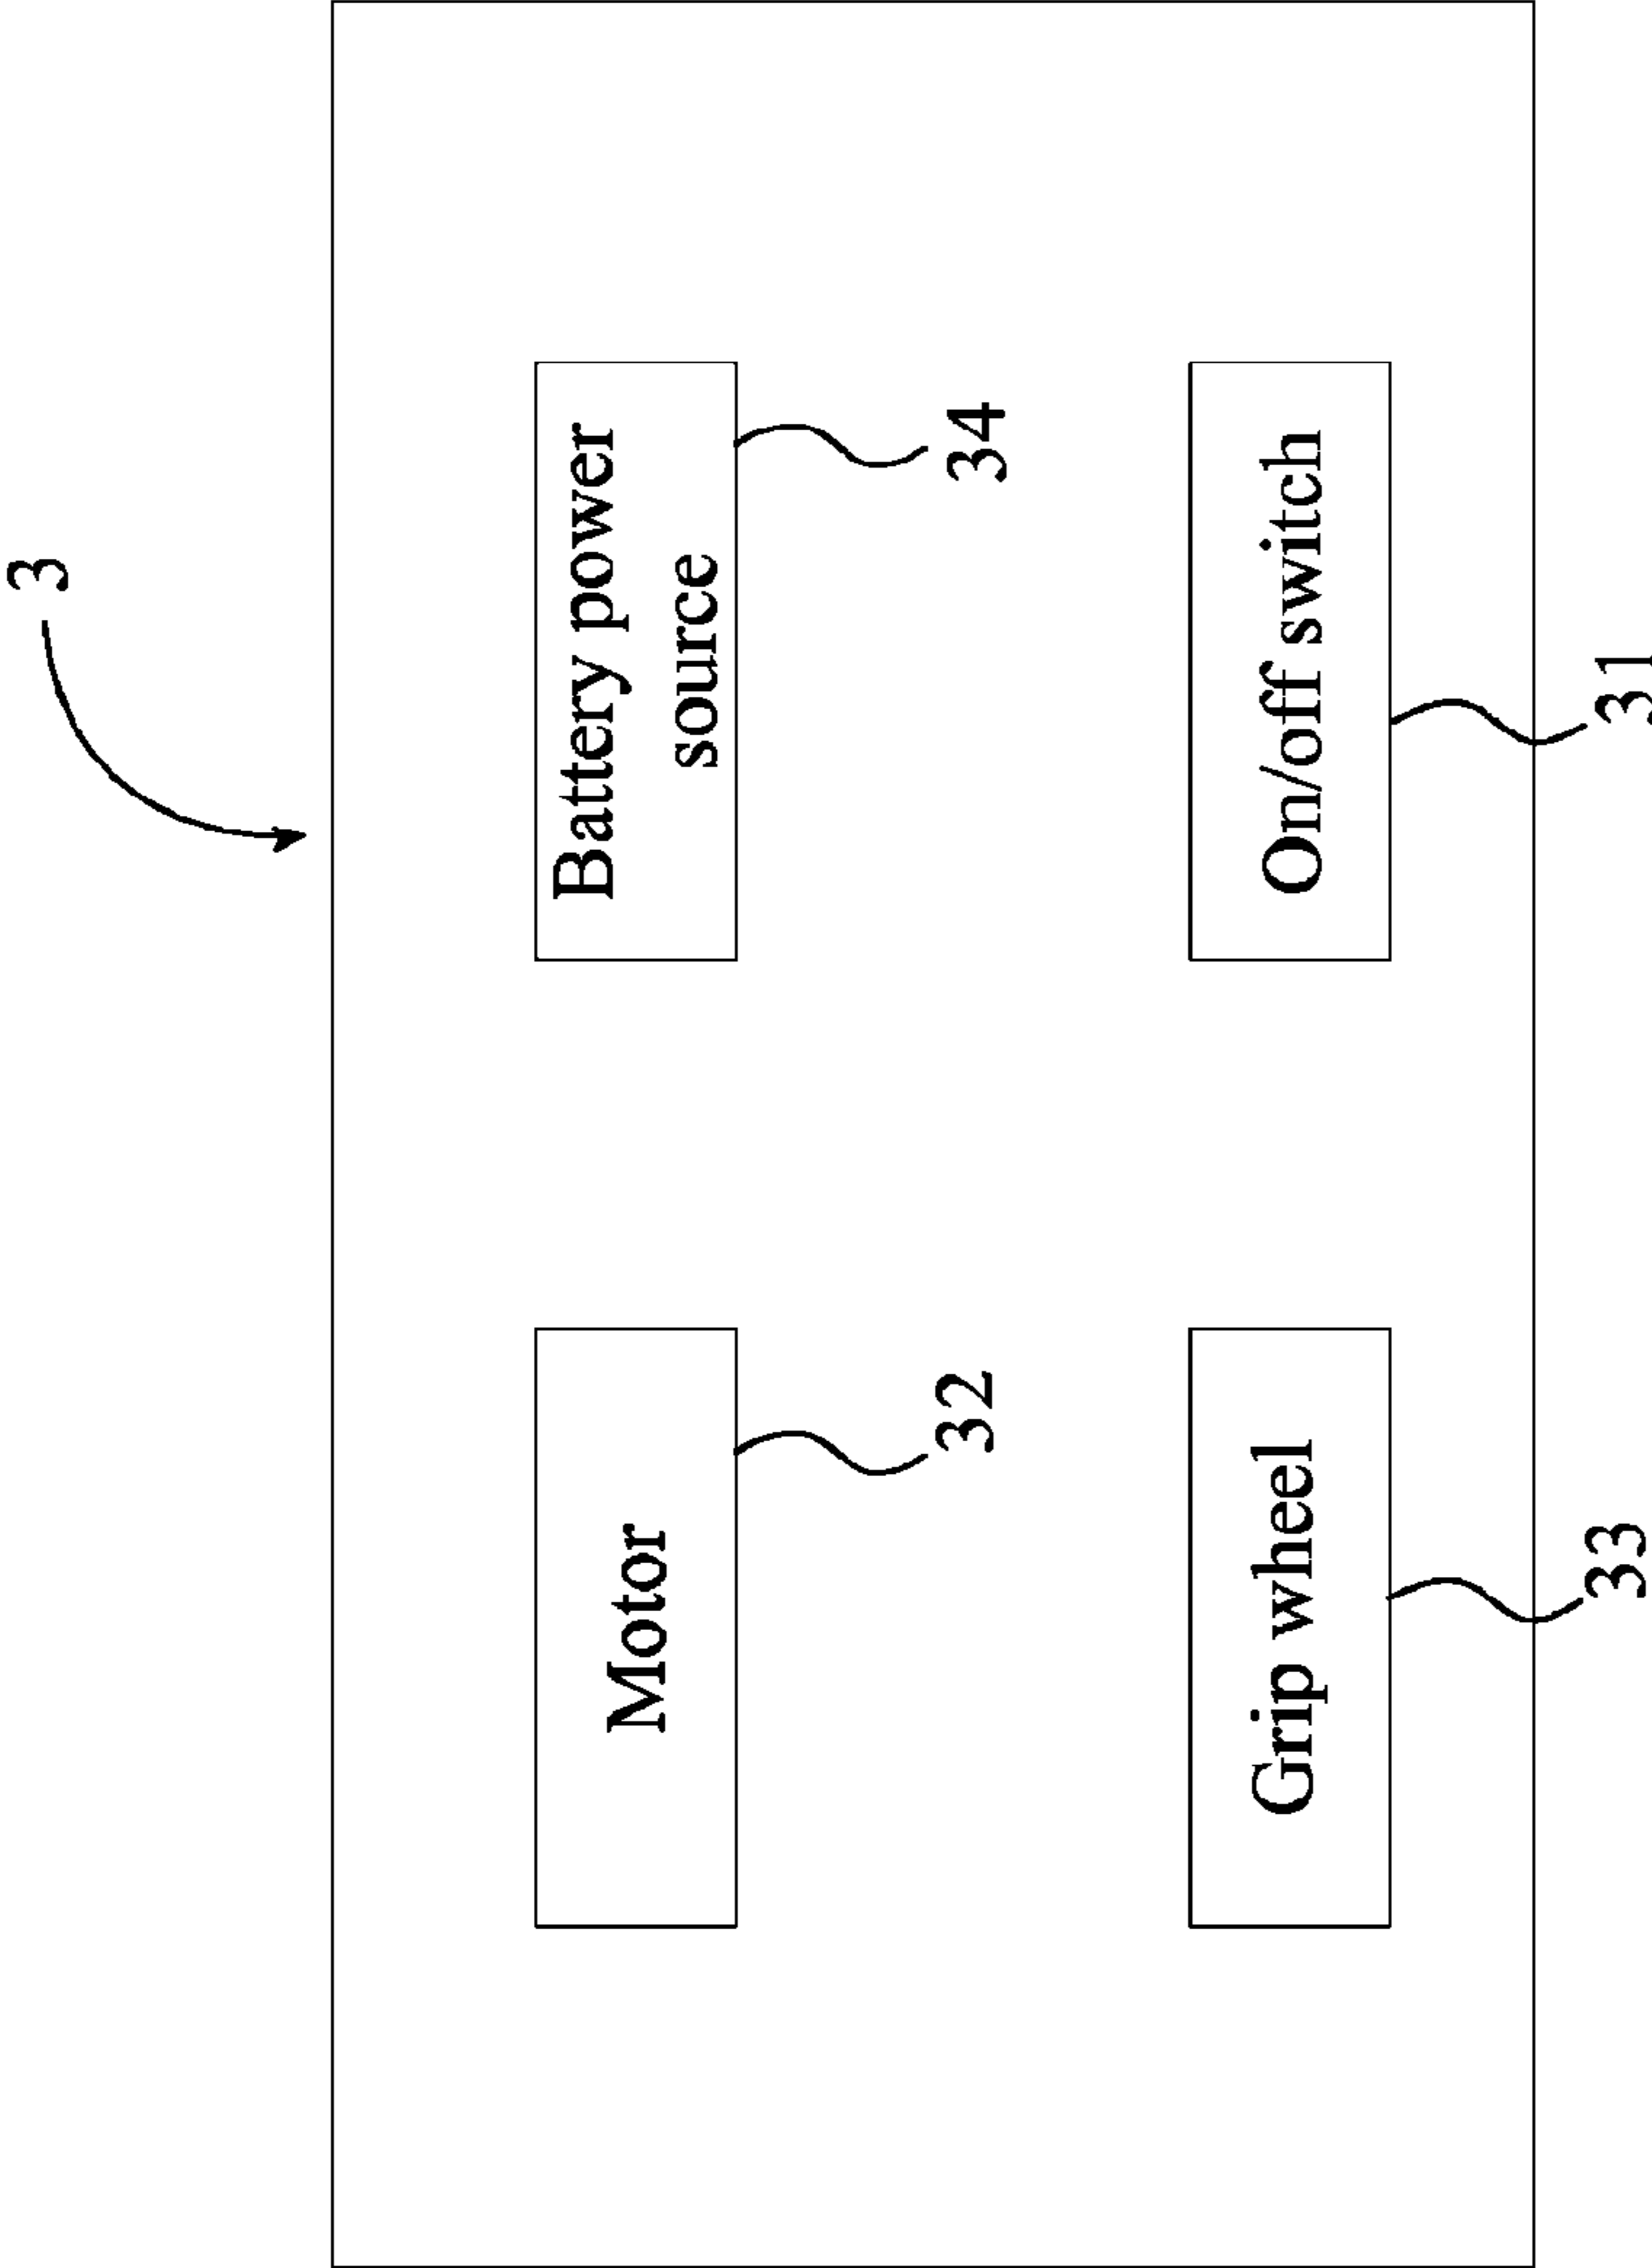 3
Motor
Battery power
source
32
34
Grip wheel
On/off switch
33
31